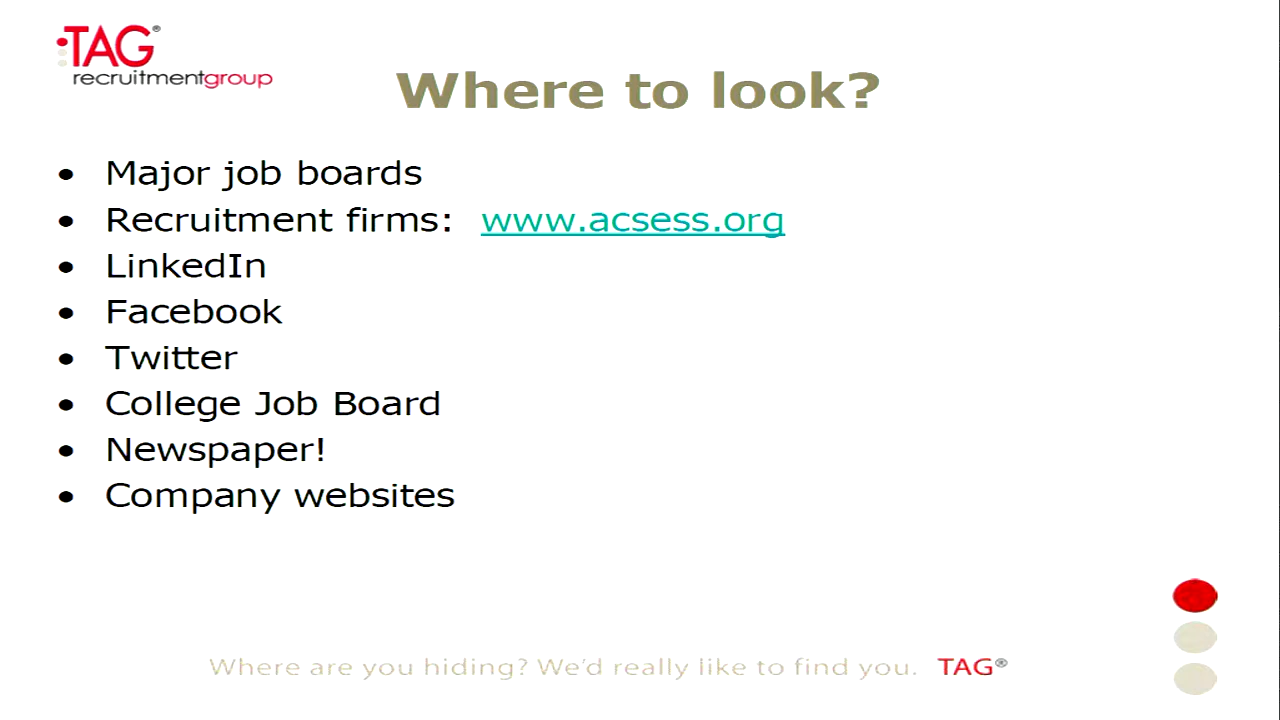 TAG®
recruitmentgroup
Where to look?
• Major job boards
• Recruitment firms: www.acsess.org
• LinkedIn
• Facebook
• Twitter
• College Job Board
• Newspaper!
• Company websites
Where are you hiding? We'd really like to find you. TAG®